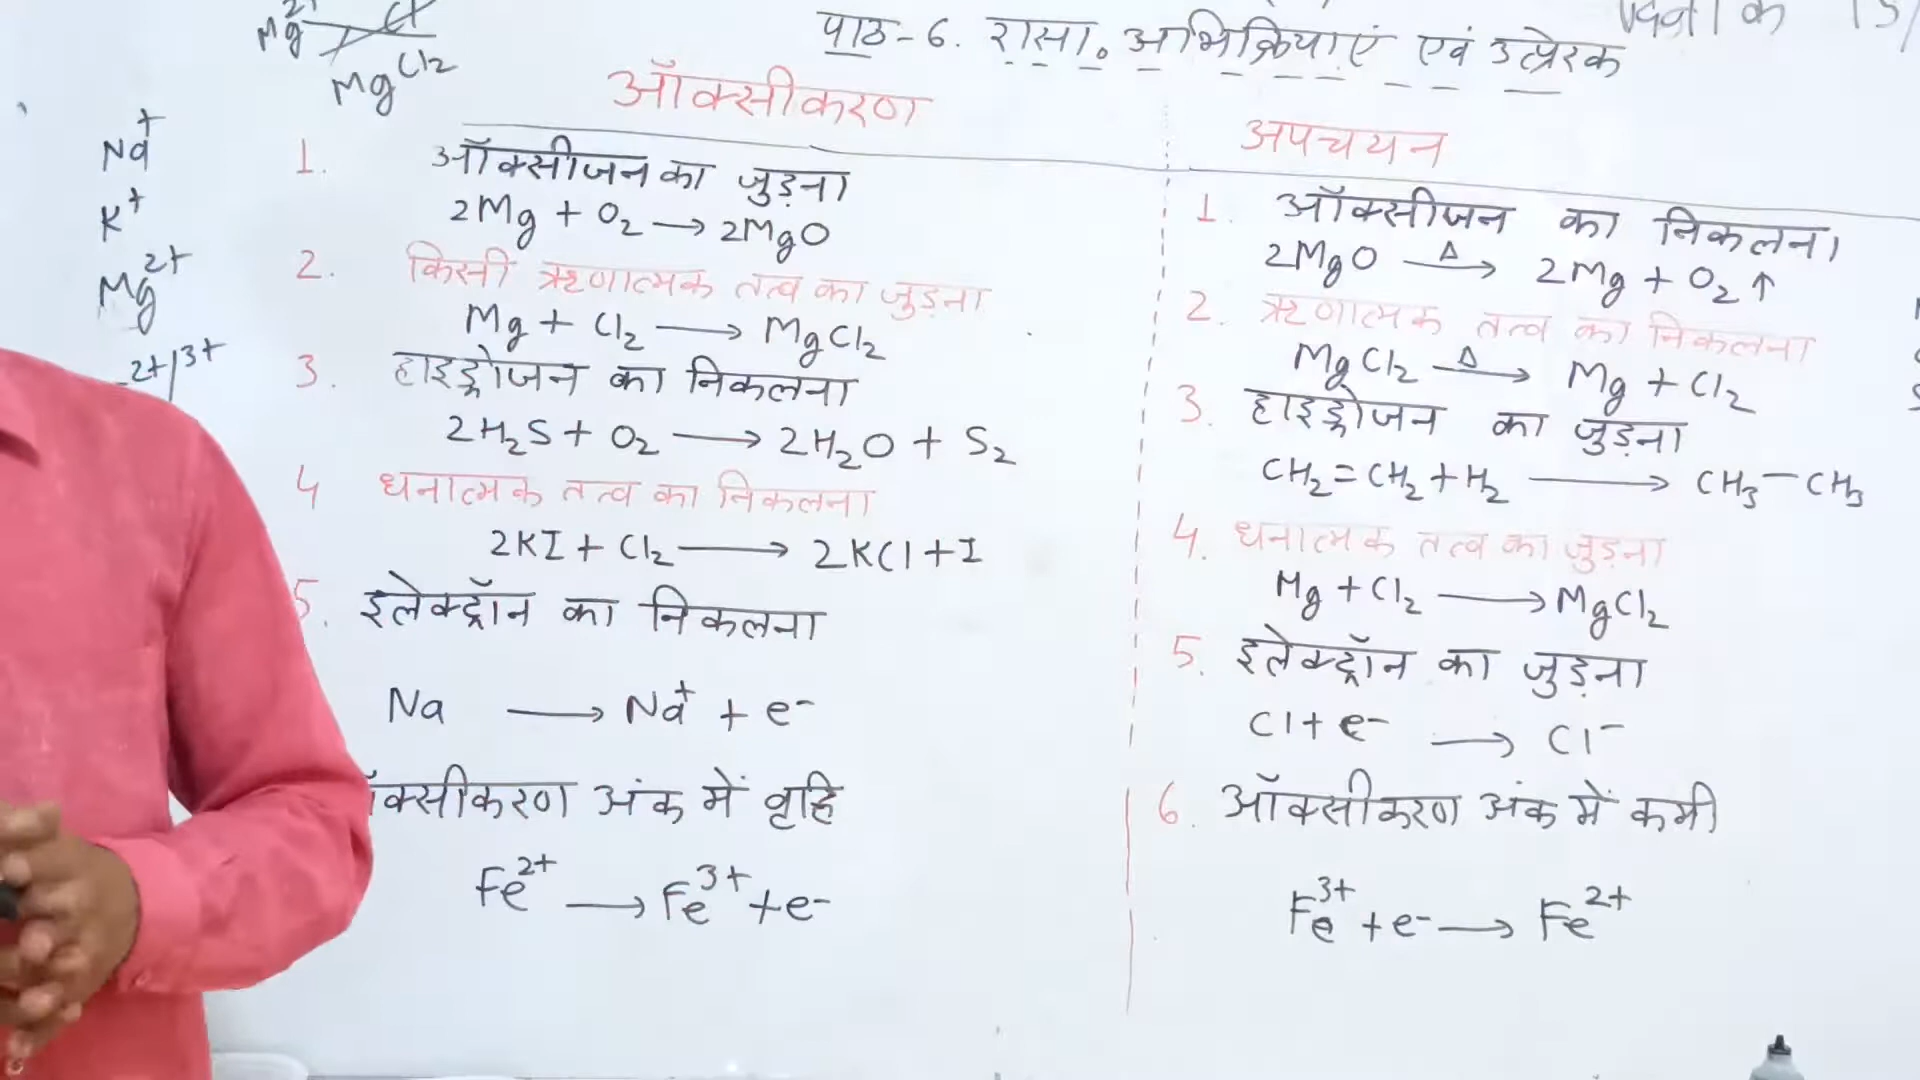 Mg²⁺ Cl
MgCl₂
पाठ-6. रासा. अभिक्रियाएं एवं उत्प्रेरक
Na⁺
K⁺
Mg²⁺
2+/3+
ऑक्सीकरण
1. ऑक्सीजन का जुड़ना
2Mg + O₂ → 2MgO
2. किसी ऋणात्मक तत्व का जुड़ना
Mg + Cl₂ → MgCl₂
3. हाइड्रोजन का निकलना
2H₂S + O₂ → 2H₂O + S₂
4 धनात्मक तत्व का निकलना
2KI + Cl₂ → 2KCl + I
5. इलेक्ट्रॉन का निकलना
Na → Na⁺ + e⁻
ऑक्सीकरण अंक में वृद्धि
Fe²⁺ → Fe³⁺ + e⁻
अपचयन
1. ऑक्सीजन का निकलना
2MgO —Δ→ 2Mg + O₂ ↑
2. ऋणात्मक तत्व का निकलना
MgCl₂ —Δ→ Mg + Cl₂
3. हाइड्रोजन का जुड़ना
CH₂=CH₂ + H₂ → CH₃—CH₃
4. धनात्मक तत्व का जुड़ना
Mg + Cl₂ → MgCl₂
5. इलेक्ट्रॉन का जुड़ना
Cl + e⁻ → Cl⁻
6. ऑक्सीकरण अंक में कमी
Fe³⁺ + e⁻ → Fe²⁺